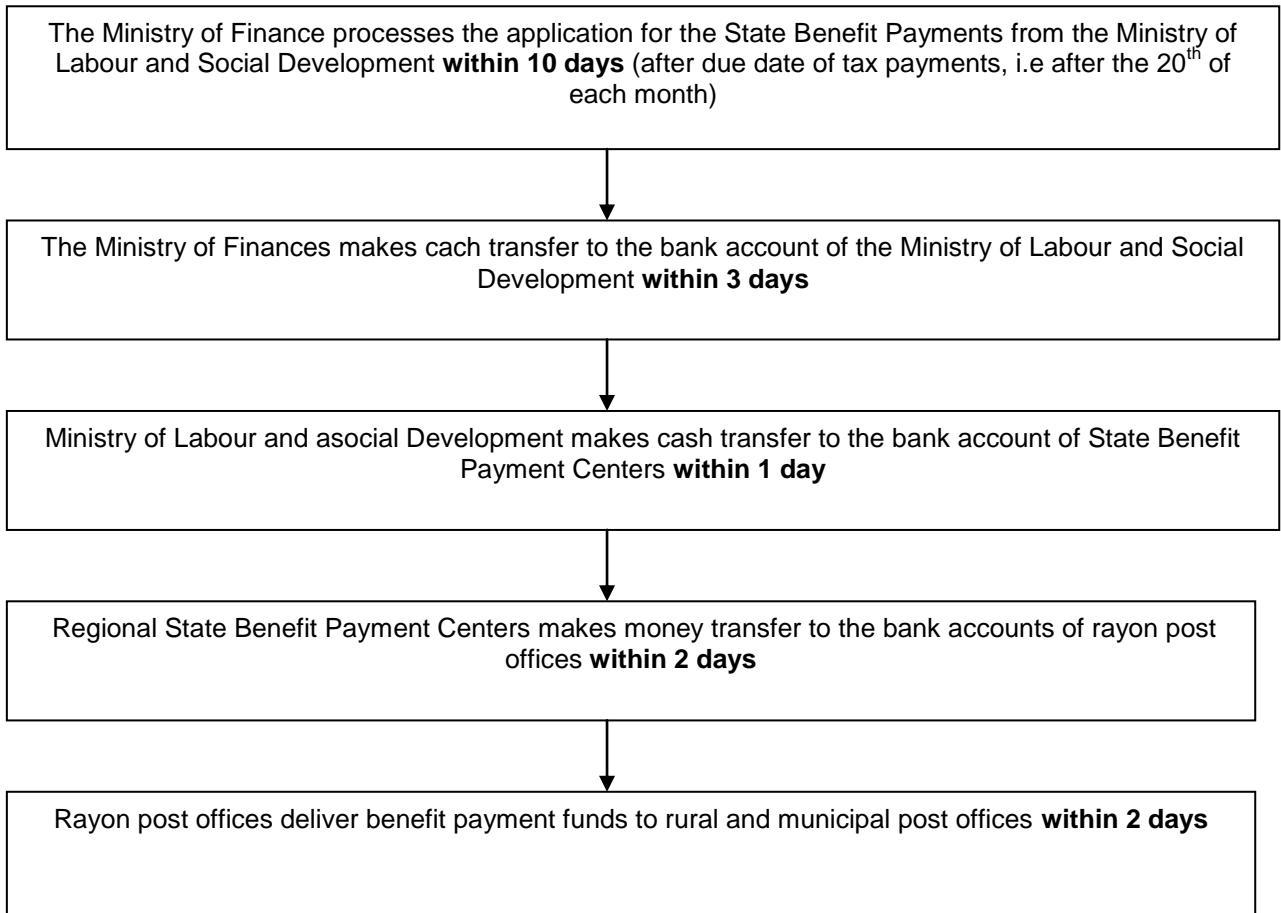 The Ministry of Finance processes the application for the State Benefit Payments from the Ministry of
Labour and Social Development within 10 days (after due date of tax payments, i.e after the 20th of
each month)
The Ministry of Finances makes cach transfer to the bank account of the Ministry of Labour and Social
Development within 3 days
Ministry of Labour and asocial Development makes cash transfer to the bank account of State Benefit
Payment Centers within 1 day
Regional State Benefit Payment Centers makes money transfer to the bank accounts of rayon post
offices within 2 days
Rayon post offices deliver benefit payment funds to rural and municipal post offices within 2 days